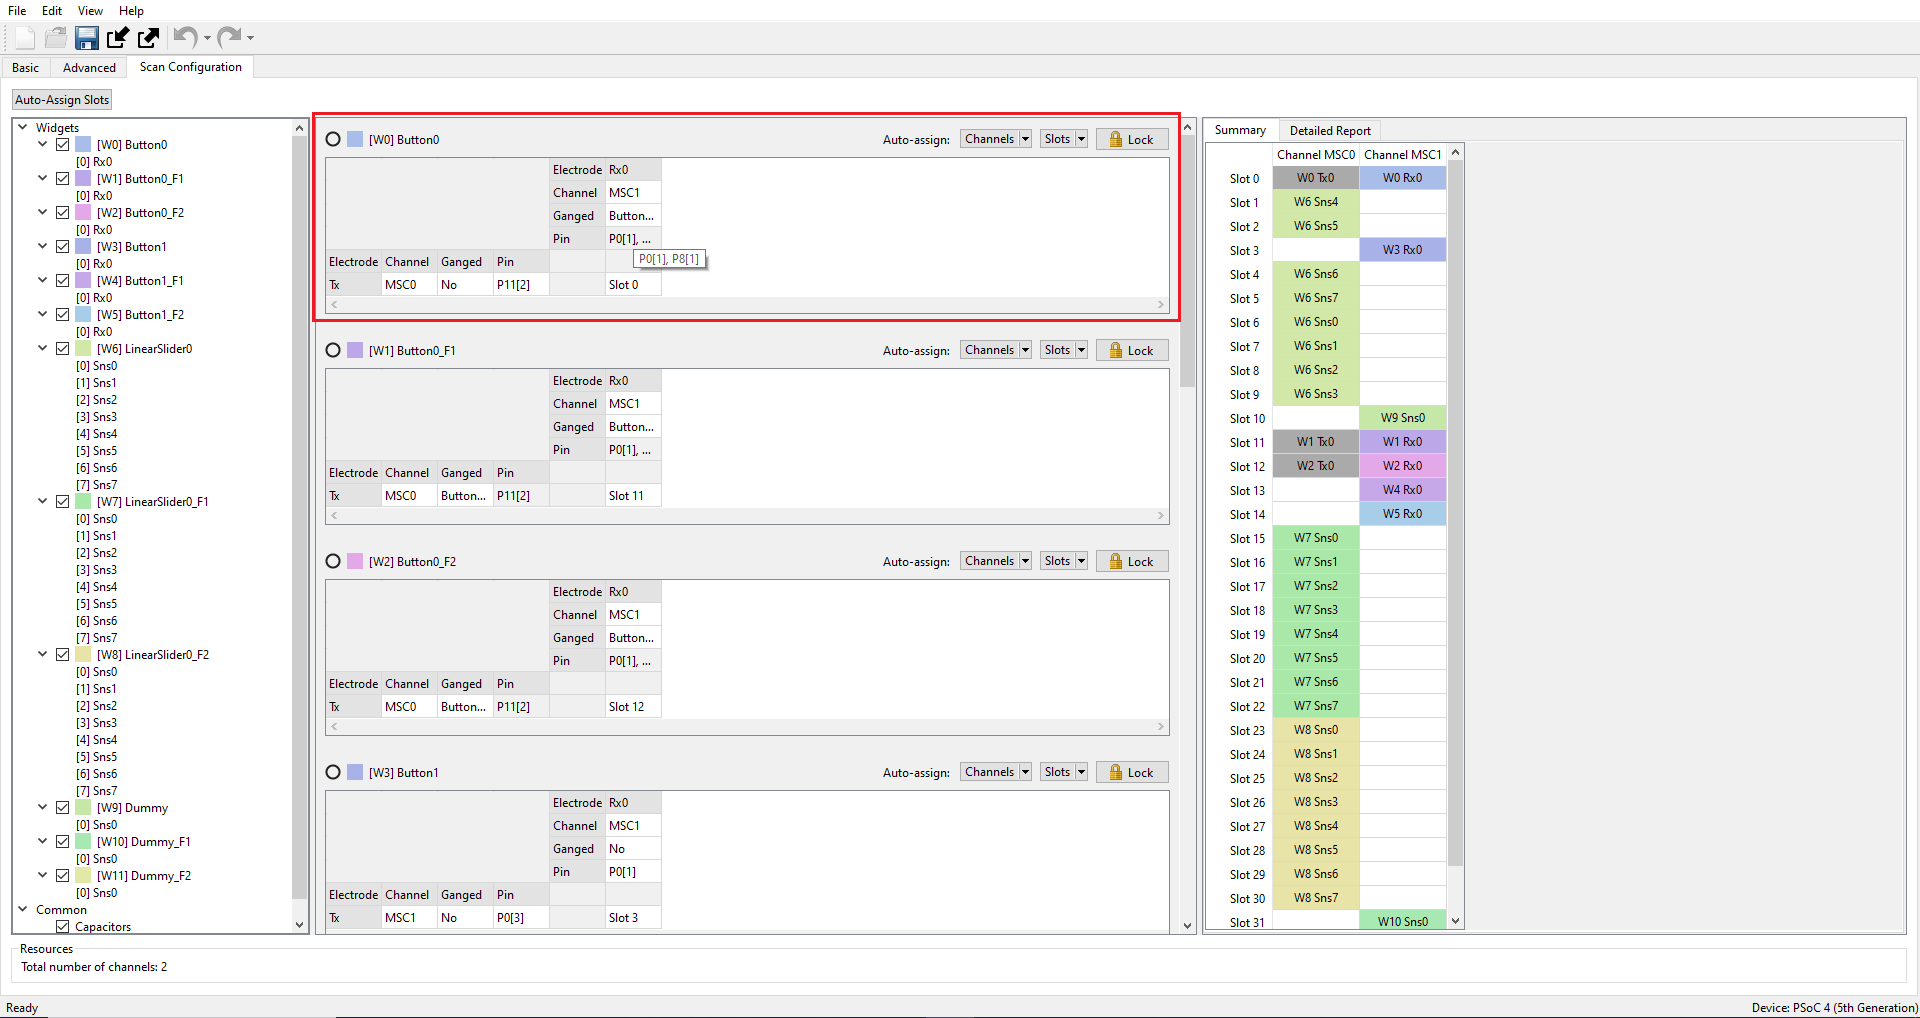 File Edit View Help
Basic Advanced Scan Configuration
Auto-Assign Slots
Widgets
[W0] Button0
[0] Rx0
[W1] Button0_F1
[0] Rx0
[W2] Button0_F2
[0] Rx0
[W3] Button1
[0] Rx0
[W4] Button1_F1
[0] Rx0
[W5] Button1_F2
[0] Rx0
[W6] LinearSlider0
[0] Sns0
[1] Sns1
[2] Sns2
[3] Sns3
[4] Sns4
[5] Sns5
[6] Sns6
[7] Sns7
[W7] LinearSlider0_F1
[0] Sns0
[1] Sns1
[2] Sns2
[3] Sns3
[4] Sns4
[5] Sns5
[6] Sns6
[7] Sns7
[W8] LinearSlider0_F2
[0] Sns0
[1] Sns1
[2] Sns2
[3] Sns3
[4] Sns4
[5] Sns5
[6] Sns6
[7] Sns7
[W9] Dummy
[0] Sns0
[W10] Dummy_F1
[0] Sns0
[W11] Dummy_F2
[0] Sns0
Common
Capacitors
[W0] Button0 Auto-assign: Channels Slots Lock
Electrode Rx0
Channel MSC1
Ganged Button...
Pin P0[1], ...
P0[1], P8[1]
Electrode Channel Ganged Pin
Tx MSC0 No P11[2] Slot 0
[W1] Button0_F1 Auto-assign: Channels Slots Lock
Electrode Rx0
Channel MSC1
Ganged Button...
Pin P0[1], ...
Electrode Channel Ganged Pin
Tx MSC0 Button... P11[2] Slot 11
[W2] Button0_F2 Auto-assign: Channels Slots Lock
Electrode Rx0
Channel MSC1
Ganged Button...
Pin P0[1], ...
Electrode Channel Ganged Pin
Tx MSC0 Button... P11[2] Slot 12
[W3] Button1 Auto-assign: Channels Slots Lock
Electrode Rx0
Channel MSC1
Ganged No
Pin P0[1]
Electrode Channel Ganged Pin
Tx MSC1 No P0[3] Slot 3
Summary Detailed Report
Channel MSC0 Channel MSC1
Slot 0 W0 Tx0 W0 Rx0
Slot 1 W6 Sns4
Slot 2 W6 Sns5
Slot 3 W3 Rx0
Slot 4 W6 Sns6
Slot 5 W6 Sns7
Slot 6 W6 Sns0
Slot 7 W6 Sns1
Slot 8 W6 Sns2
Slot 9 W6 Sns3
Slot 10 W9 Sns0
Slot 11 W1 Tx0 W1 Rx0
Slot 12 W2 Tx0 W2 Rx0
Slot 13 W4 Rx0
Slot 14 W5 Rx0
Slot 15 W7 Sns0
Slot 16 W7 Sns1
Slot 17 W7 Sns2
Slot 18 W7 Sns3
Slot 19 W7 Sns4
Slot 20 W7 Sns5
Slot 21 W7 Sns6
Slot 22 W7 Sns7
Slot 23 W8 Sns0
Slot 24 W8 Sns1
Slot 25 W8 Sns2
Slot 26 W8 Sns3
Slot 27 W8 Sns4
Slot 28 W8 Sns5
Slot 29 W8 Sns6
Slot 30 W8 Sns7
Slot 31 W10 Sns0
Resources
Total number of channels: 2
Ready Device: PSoC 4 (5th Generation)